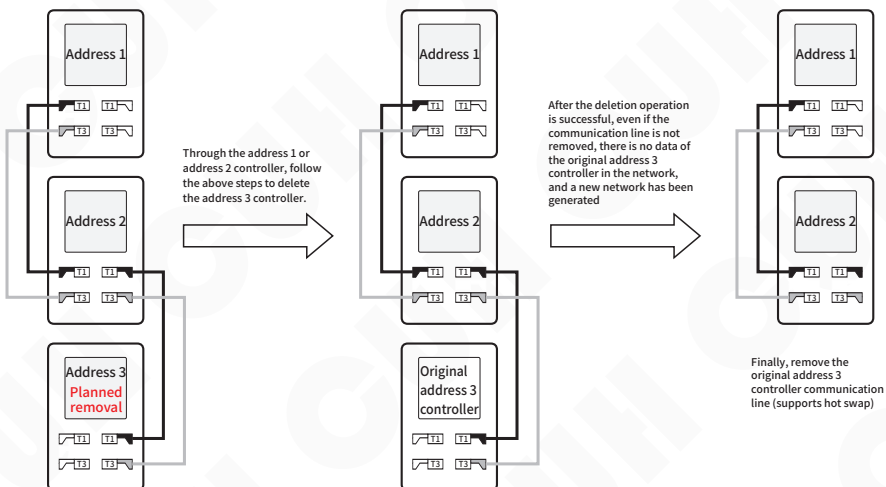 Address 1
T1 T1
T3 T3
Address 2
T1 T1
T3 T3
Address 3
Planned
removal
T1 T1
T3 T3
Through the address 1 or
address 2 controller, follow
the above steps to delete
the address 3 controller.
Address 1
T1 T1
T3 T3
Address 2
T1 T1
T3 T3
Original
address 3
controller
T1 T1
T3 T3
After the deletion operation
is successful, even if the
communication line is not
removed, there is no data of
the original address 3
controller in the network,
and a new network has been
generated
Address 1
T1 T1
T3 T3
Address 2
T1 T1
T3 T3
Finally, remove the
original address 3
controller communication
line (supports hot swap)